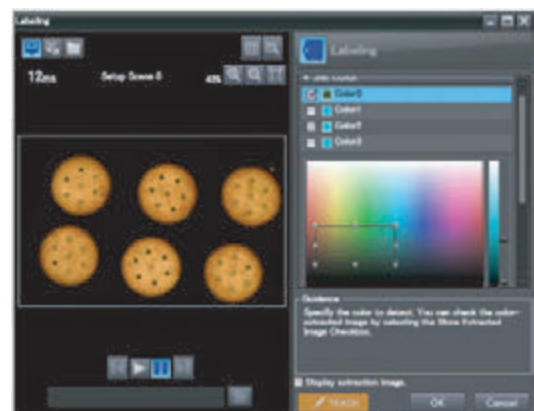 Labeling
Labeling
12ms
Setup Scene 0
Color0
Color1
Color2
Color3
Guidance
Specify the color to detect. You can check the color-
extracted image by selecting the Show Extracted
Image Checkbox.
Display extraction image.
TEACH
OK
Cancel